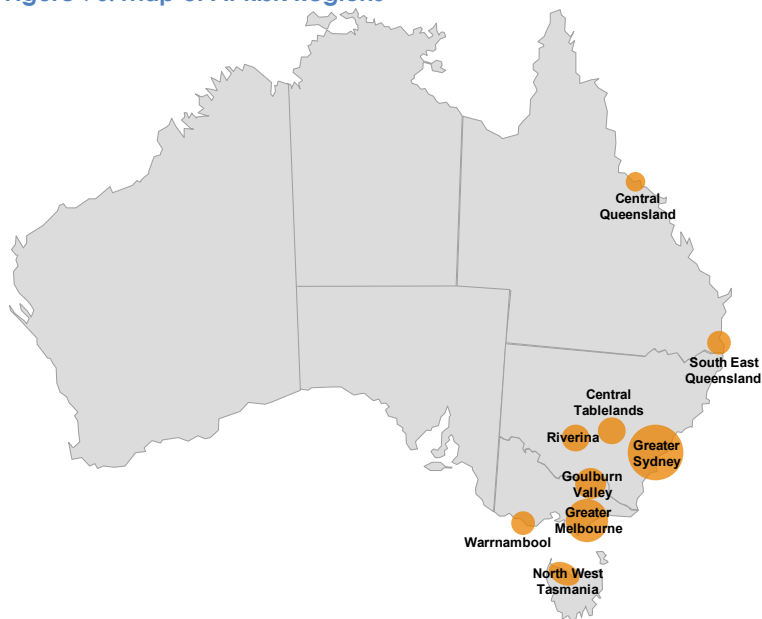 Central
Queensland
South East
Queensland
Central
Tablelands
Riverina
Greater
Sydney
Goulburn
Valley
Greater
Melbourne
Warrnambool
North West
Tasmania